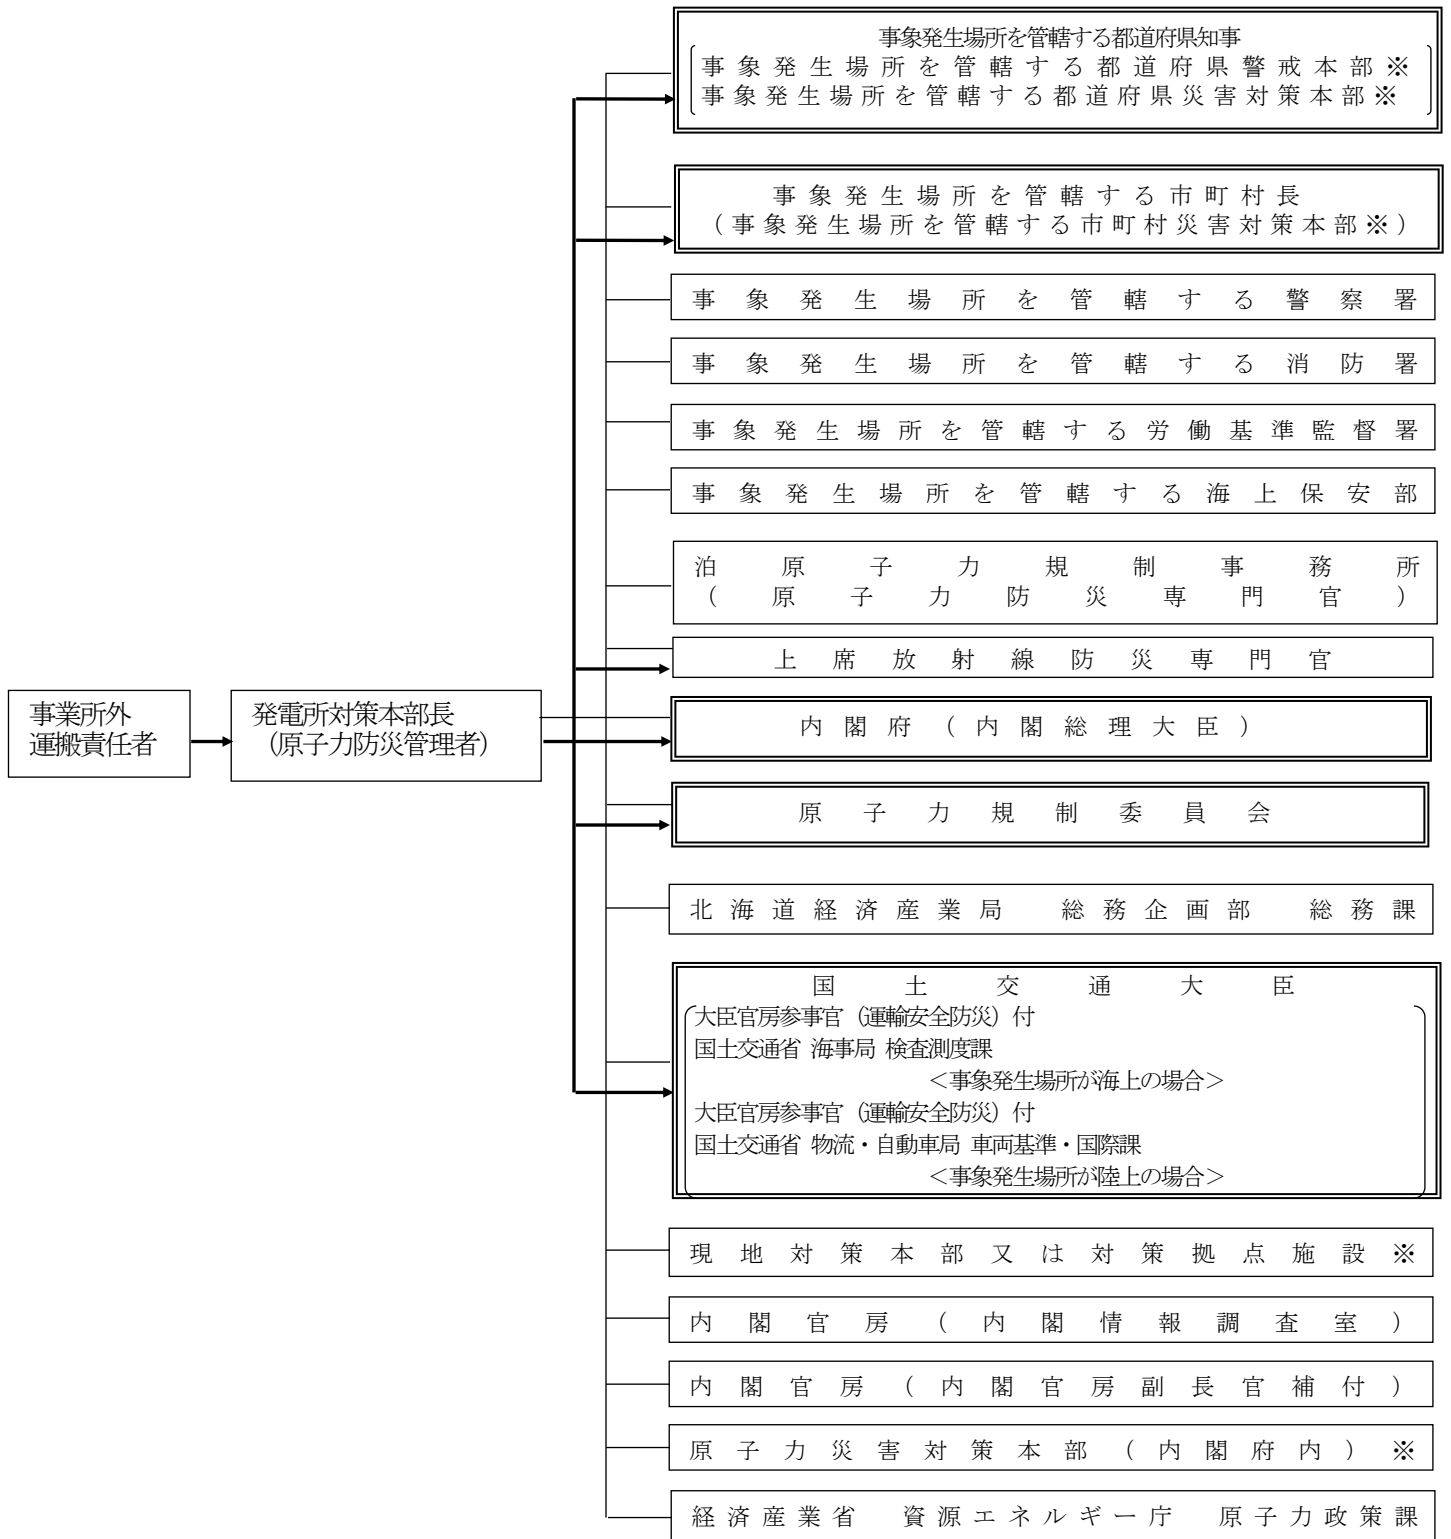 事象発生場所を管轄する都道府県知事
事象発生場所を管轄する都道府県警戒本部※
事象発生場所を管轄する都道府県災害対策本部※
事象発生場所を管轄する市町村長
（事象発生場所を管轄する市町村災害対策本部※）
事象発生場所を管轄する警察署
事象発生場所を管轄する消防署
事象発生場所を管轄する労働基準監督署
事象発生場所を管轄する海上保安部
泊原子力規制事務所
（原子力防災専門官）
上席放射線防災専門官
事業所外
運搬責任者
発電所対策本部長
（原子力防災管理者）
内閣府（内閣総理大臣）
原子力規制委員会
北海道経済産業局　総務企画部　総務課
国土交通大臣
大臣官房参事官（運輸安全防災）付
国土交通省 海事局 検査測度課
＜事象発生場所が海上の場合＞
大臣官房参事官（運輸安全防災）付
国土交通省 物流・自動車局 車両基準・国際課
＜事象発生場所が陸上の場合＞
現地対策本部又は対策拠点施設※
内閣官房（内閣情報調査室）
内閣官房（内閣官房副長官補付）
原子力災害対策本部（内閣府内）※
経済産業省　資源エネルギー庁　原子力政策課